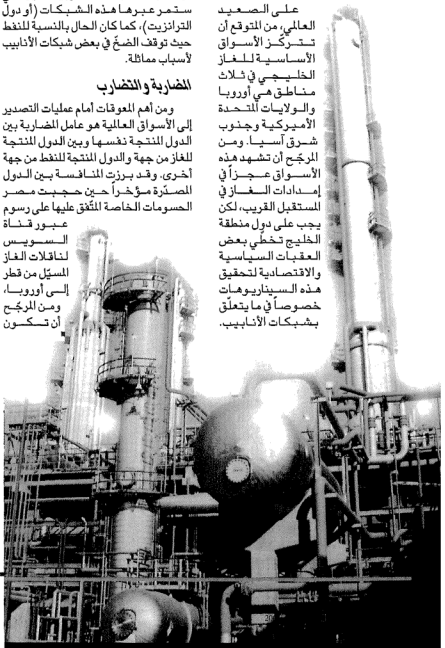 على الصعيد
العالمي، من المتوقع أن
تتركّز الأسواق
الأساسية للغاز
الخليجي في ثلاث
مناطق هي أوروبا
والولايات المتحدة
الأميركية وجنوب
شرق آسيا. ومن
المرجّح أن تشهد هذه
الأسواق عجزاً في
إمدادات الغاز في
المستقبل القريب، لكن
يجب على دول منطقة
الخليج تخطّي بعض
العقبات السياسية
والاقتصادية لتحقيق
هذه السيناريوهات
خصوصاً في ما يتعلّق
بشبكات الأنابيب.
ستمر عبرها هذه الشبكات (أو دول
الترانزيت)، كما كان الحال بالنسبة للنفط
حيث توقف الضخّ في بعض شبكات الأنابيب
لأسباب مماثلة.
المضاربة والتضارب
ومن أهم المعوقات أمام عمليات التصدير
إلى الأسواق العالمية هو عامل المضاربة بين
الدول المنتجة نفسها وبين الدول المنتجة
للغاز من جهة والدول المنتجة للنفط من جهة
أخرى. وقد برزت المنافسة بين الدول
المصدّرة مؤخراً حين حجبت مصر
الحسومات الخاصة المتّفق عليها على رسوم
عبور قناة
السويس
لناقلات الغاز
المسيّل من قطر
إلى أوروبا،
ومن المرجّح
أن تكون